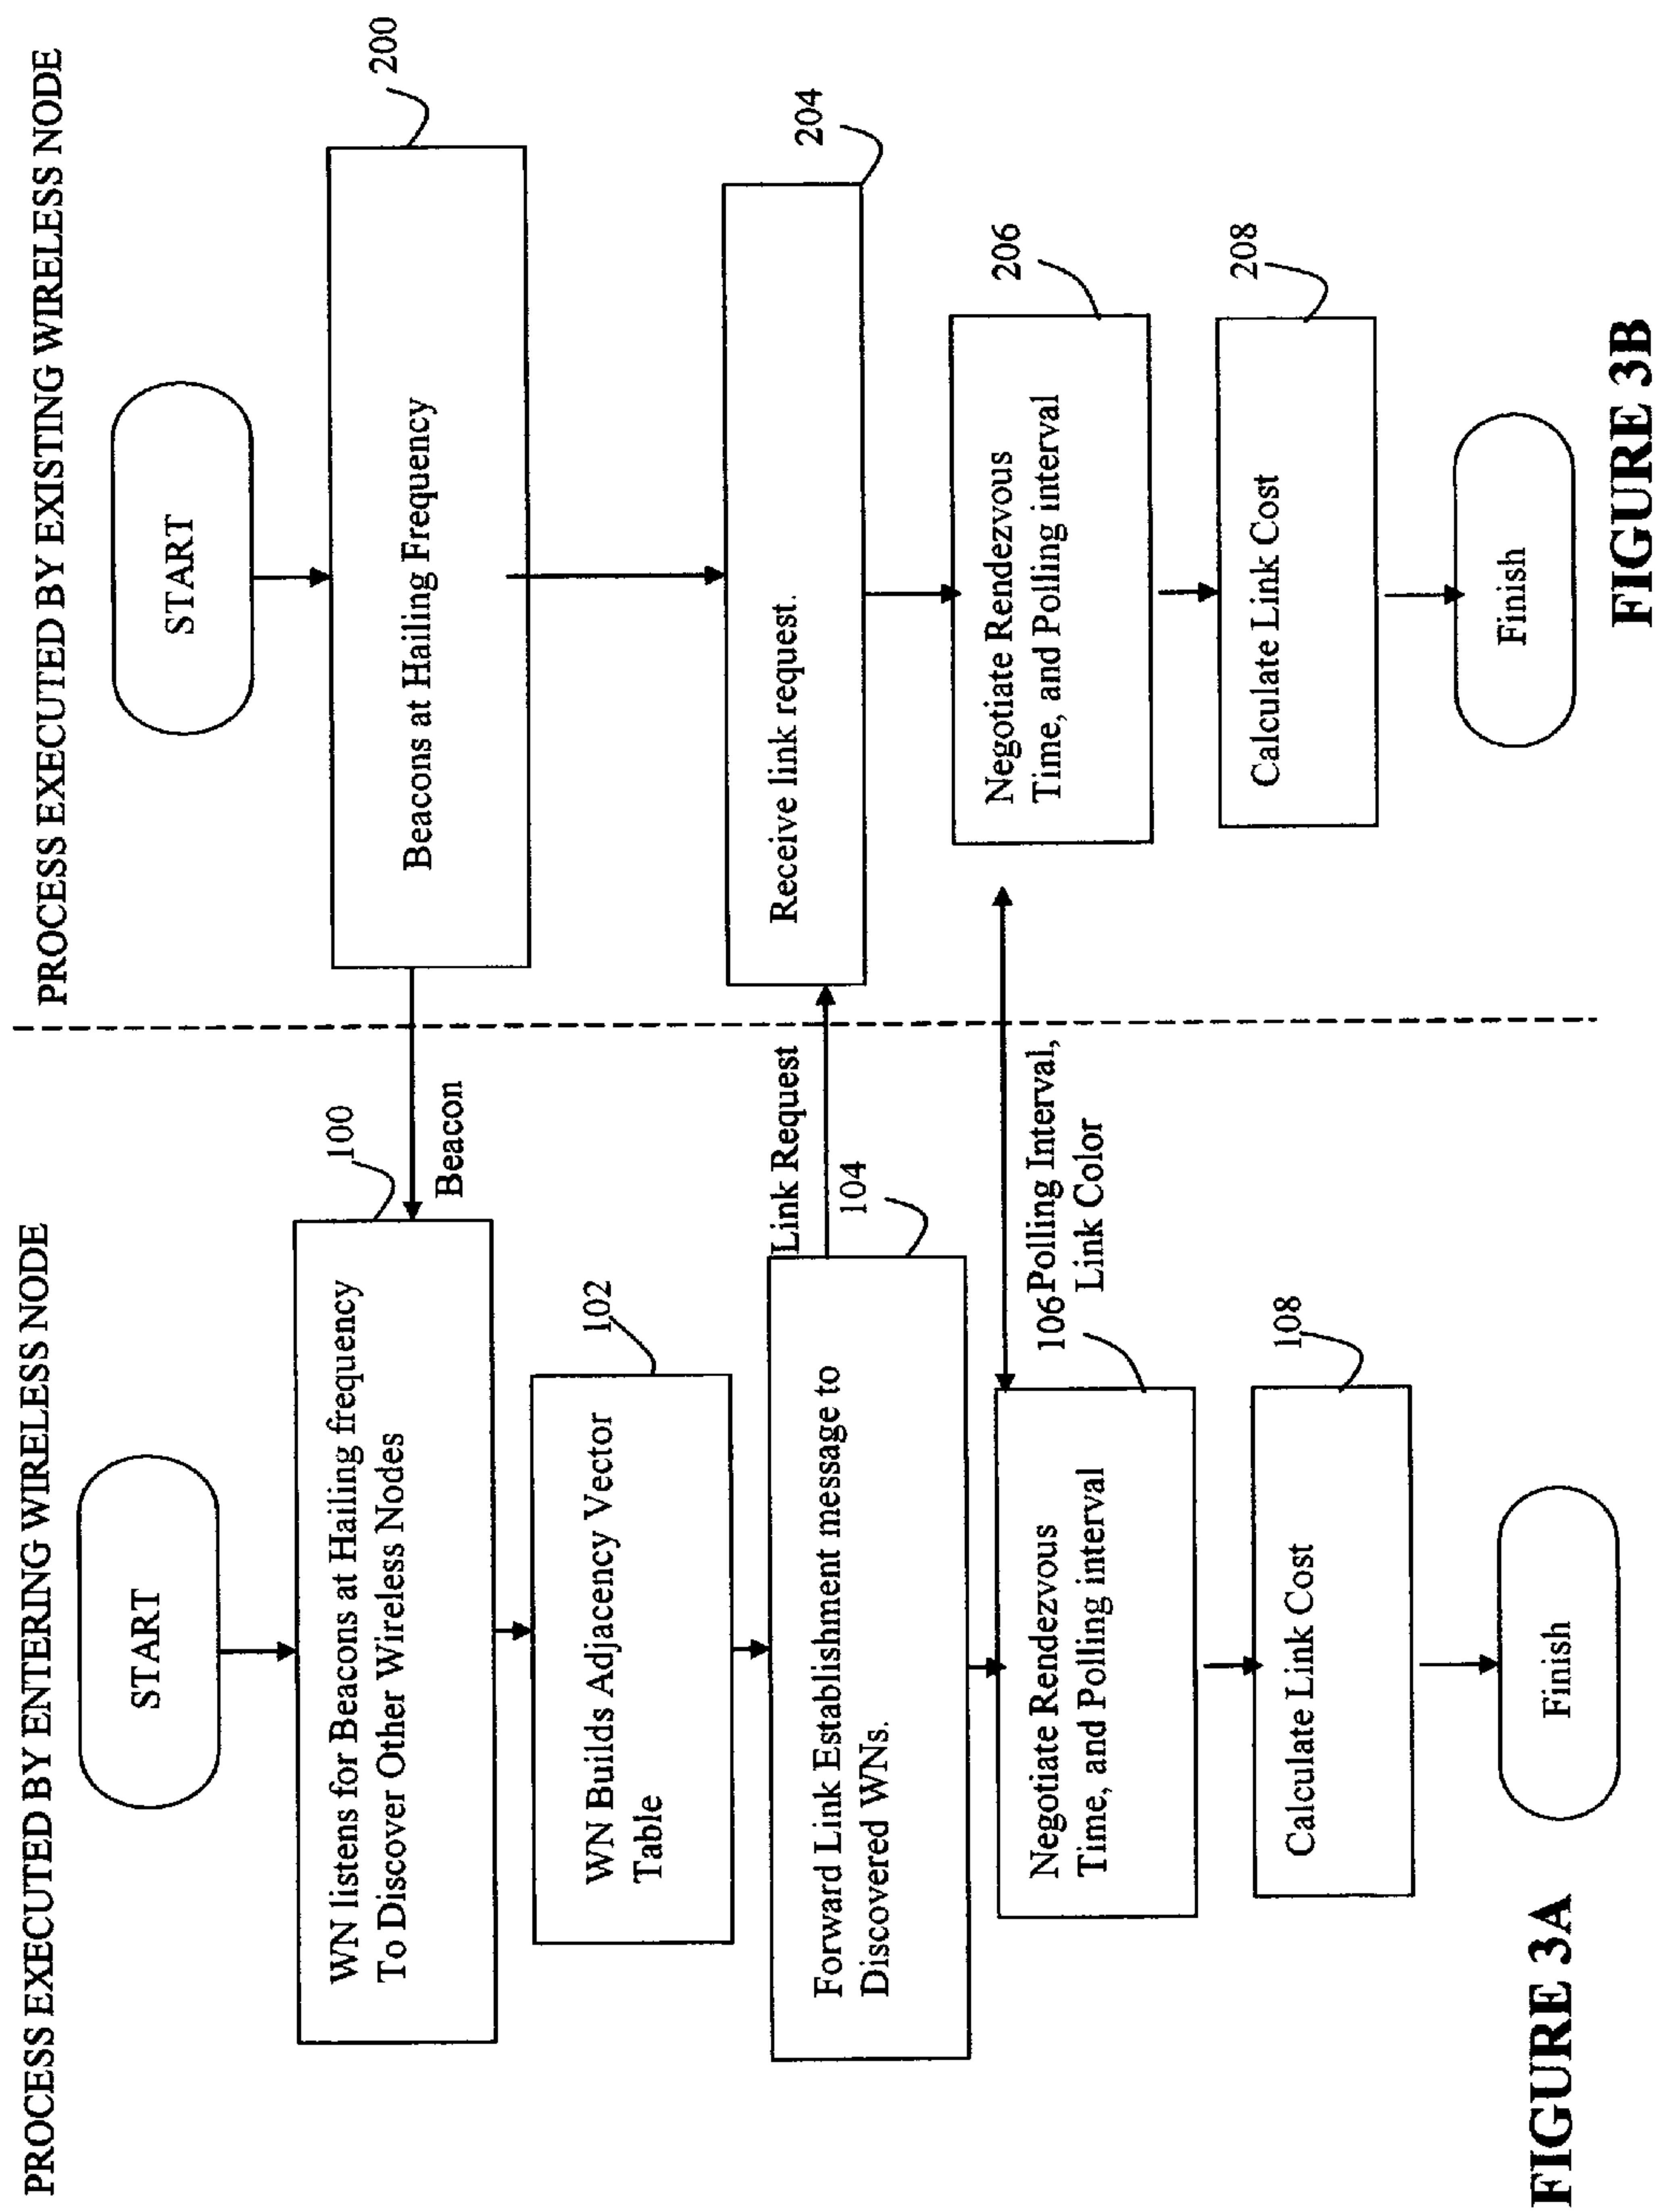 PROCESS EXECUTED BY ENTERING WIRELESS NODE
START
100
WN listens for Beacons at Hailing frequency
To Discover Other Wireless Nodes
Beacon
102
WN Builds Adjacency Vector
Table
Link Request
104
Forward Link Establishment message to
Discovered WNs.
106
Polling Interval,
Link Color
Negotiate Rendezvous
Time, and Polling interval
108
Calculate Link Cost
Finish
FIGURE 3A
PROCESS EXECUTED BY EXISTING WIRELESS NODE
START
200
Beacons at Hailing Frequency
204
Receive link request.
206
Negotiate Rendezvous
Time, and Polling interval
208
Calculate Link Cost
Finish
FIGURE 3B